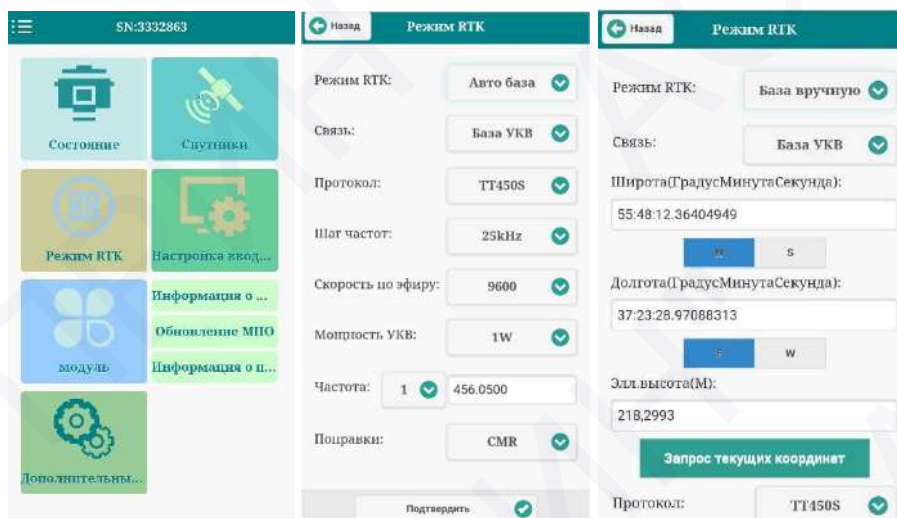 SN:3332863
Состояние
Спутники
Режим RTK
Настройка ввод...
модуль
Информация о ...
Обновление МПО
Информация о п...
Дополнительны...
Назад
Режим RTK
Режим RTK:
Авто база
Связь:
База УКВ
Протокол:
TT450S
Шаг частот:
25kHz
Скорость по эфиру:
9600
Мощность УКВ:
1W
Частота:
1
456.0500
Поправки:
CMR
Подтвердить
Назад
Режим RTK
Режим RTK:
База вручную
Связь:
База УКВ
Широта(ГрадусМинутаСекунда):
55:48:12.36404949
N
S
Долгота(ГрадусМинутаСекунда):
37:23:28.97088313
E
W
Элл.высота(М):
218,2993
Запрос текущих координат
Протокол:
TT450S